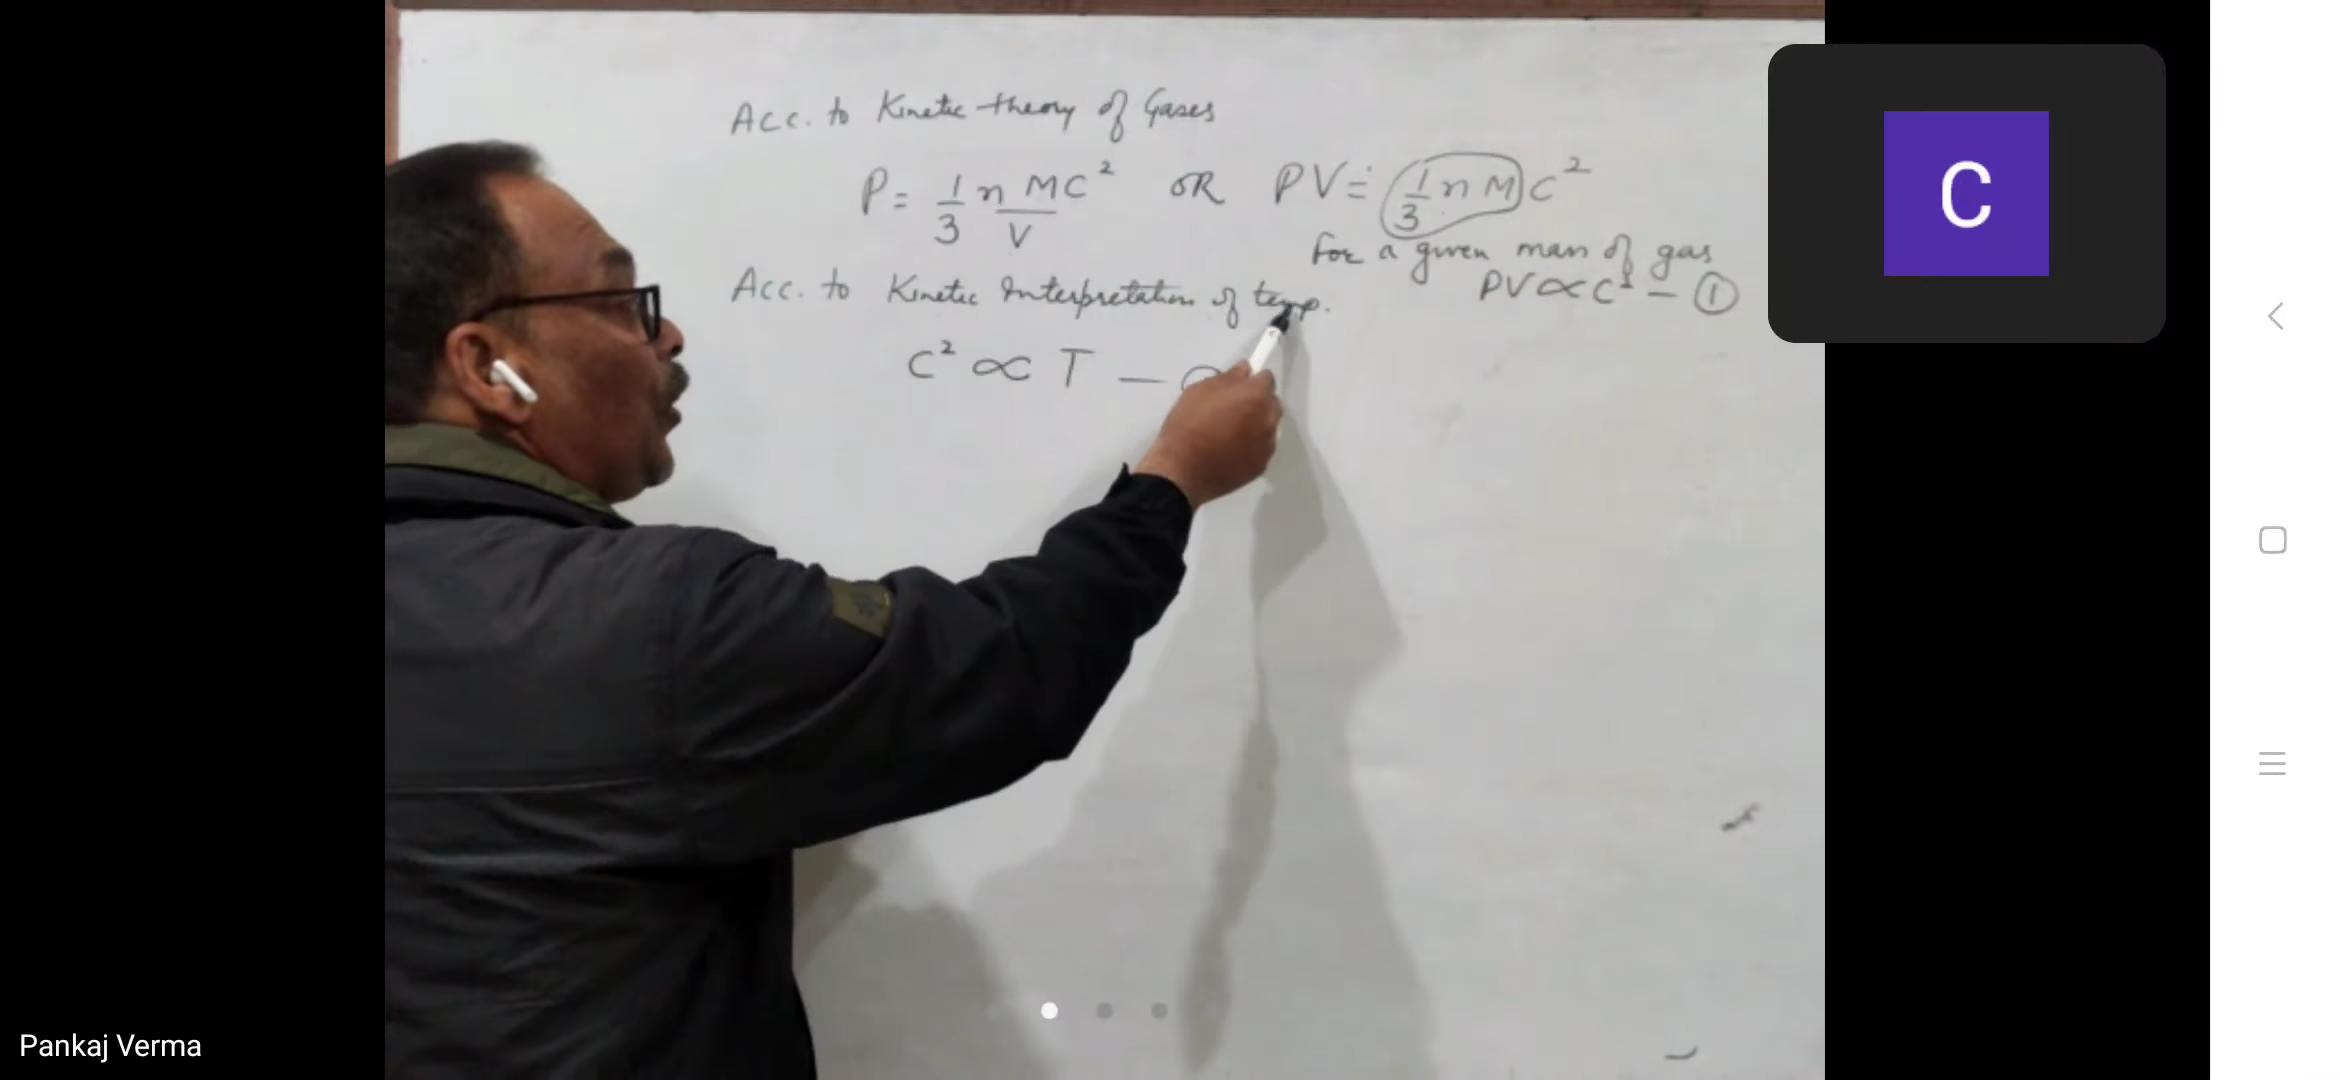 Acc. to Kinetic theory of Gases
P = 1/3 n MC² / V OR PV = 1/3 n M C²
For a given mass of gas
PV ∝ C² — ①
Acc. to Kinetic Interpretation of temp.
C² ∝ T —
C
Pankaj Verma